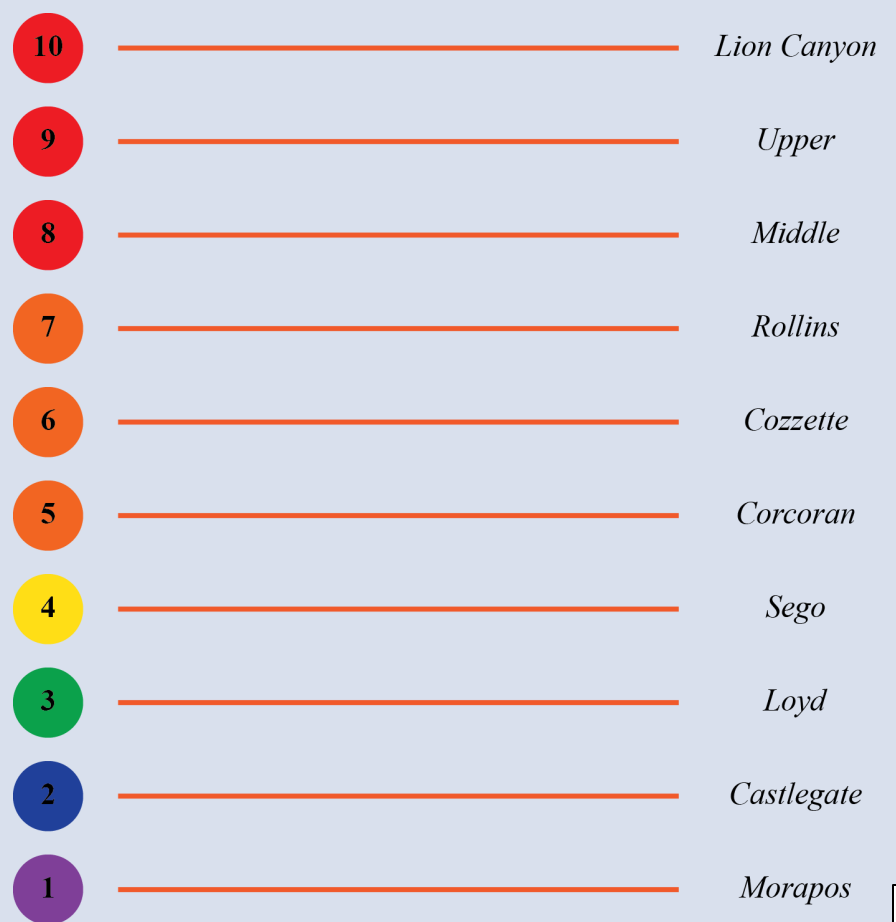 10 Lion Canyon
9 Upper
8 Middle
7 Rollins
6 Cozzette
5 Corcoran
4 Sego
3 Loyd
2 Castlegate
1 Morapos